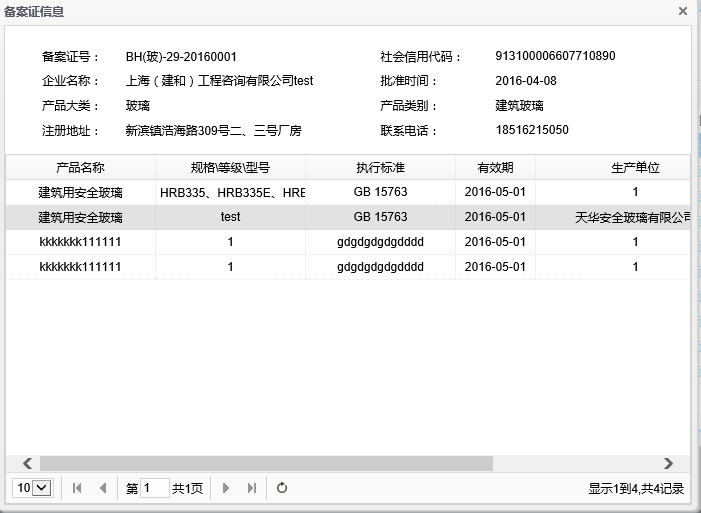 备案证信息
备案证号： BH(玻)-29-20160001 社会信用代码： 913100006607710890
企业名称： 上海（建和）工程咨询有限公司test 批准时间： 2016-04-08
产品大类： 玻璃 产品类别： 建筑玻璃
注册地址： 新滨镇浩海路309号二、三号厂房 联系电话： 18516215050
产品名称 规格\等级\型号 执行标准 有效期 生产单位
建筑用安全玻璃 HRB335、HRB335E、HRE GB 15763 2016-05-01 1
建筑用安全玻璃 test GB 15763 2016-05-01 天华安全玻璃有限公司
kkkkkkk111111 1 gdgdgdgdgdddd 2016-05-01 1
kkkkkkk111111 1 gdgdgdgdgdddd 2016-05-01 1
10 第 1 共1页 显示1到4,共4记录